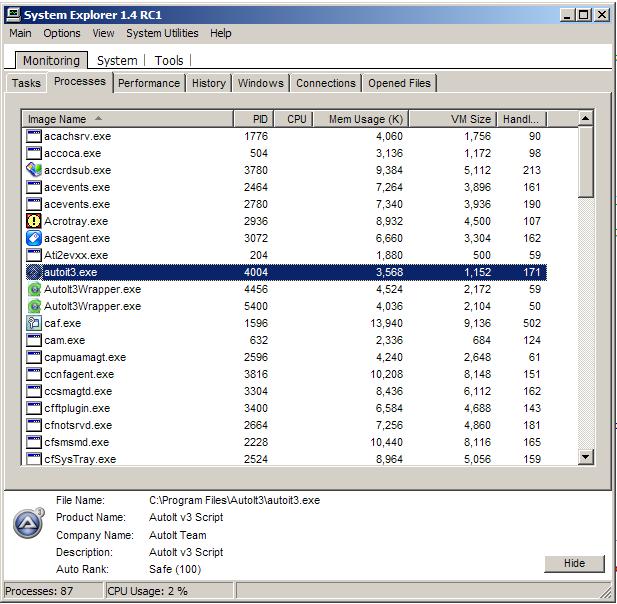 System Explorer 1.4 RC1
Main Options View System Utilities Help
Monitoring System Tools
Tasks Processes Performance History Windows Connections Opened Files
Image Name PID CPU Mem Usage (K) VM Size Handl...
acachsrv.exe 1776 4,060 1,756 90
accoca.exe 504 3,136 1,172 98
accrdsub.exe 3780 9,384 5,112 213
acevents.exe 2464 7,264 3,896 161
acevents.exe 2780 7,340 3,936 190
Acrotray.exe 2936 8,932 4,500 107
acsagent.exe 3072 6,660 3,304 162
Ati2evxx.exe 204 1,880 500 59
autoit3.exe 4004 3,568 1,152 171
AutoIt3Wrapper.exe 4456 4,524 2,172 59
AutoIt3Wrapper.exe 5400 4,036 2,104 50
caf.exe 1596 13,940 9,136 502
cam.exe 632 2,336 684 124
capmuamagt.exe 2596 4,240 2,648 61
ccnfagent.exe 3816 10,208 8,148 151
ccsmagtd.exe 3304 8,436 6,112 162
cfftplugin.exe 3400 6,584 4,688 143
cfnotsrvd.exe 2664 7,256 4,860 181
cfsmsmd.exe 2228 10,440 8,116 165
cfSysTray.exe 2524 8,964 5,056 159
File Name: C:\Program Files\AutoIt3\autoit3.exe
Product Name: AutoIt v3 Script
Company Name: AutoIt Team
Description: AutoIt v3 Script
Auto Rank: Safe (100)
Hide
Processes: 87 CPU Usage: 2 %